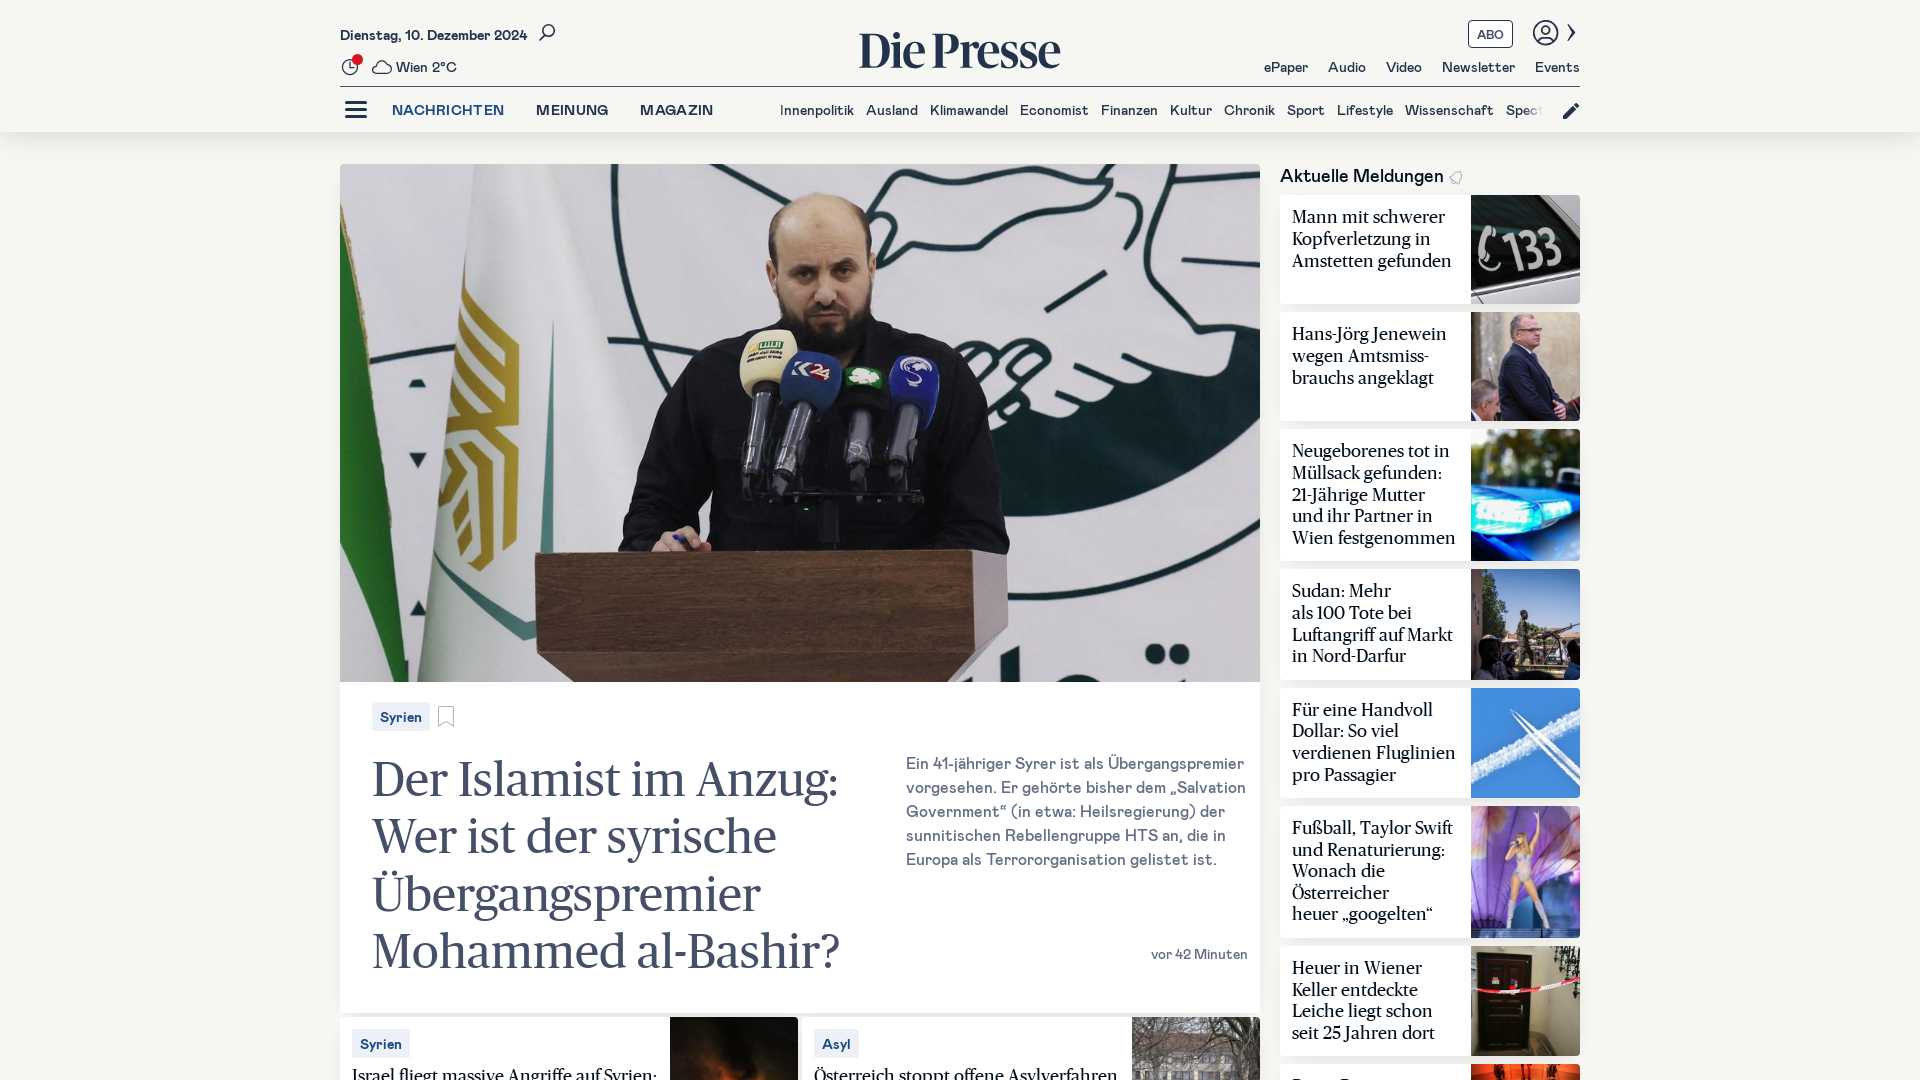 Dienstag, 10. Dezember 2024
Wien 2°C
Die Presse
ABO
ePaper
Audio
Video
Newsletter
Events
NACHRICHTEN
MEINUNG
MAGAZIN
Innenpolitik
Ausland
Klimawandel
Economist
Finanzen
Kultur
Chronik
Sport
Lifestyle
Wissenschaft
24
Syrien
Der Islamist im Anzug:
Wer ist der syrische
Übergangspremier
Mohammed al-Bashir?
Ein 41-jähriger Syrer ist als Übergangspremier
vorgesehen. Er gehörte bisher dem „Salvation
Government“ (in etwa: Heilsregierung) der
sunnitischen Rebellengruppe HTS an, die in
Europa als Terrororganisation gelistet ist.
vor 42 Minuten
Syrien
Israel fliegt massive Angriffe auf Syrien:
Asyl
Österreich stoppt offene Asylverfahren
Aktuelle Meldungen
Mann mit schwerer
Kopfverletzung in
Amstetten gefunden
133
Hans-Jörg Jenewein
wegen Amtsmiss-
brauchs angeklagt
Neugeborenes tot in
Müllsack gefunden:
21-Jährige Mutter
und ihr Partner in
Wien festgenommen
Sudan: Mehr
als 100 Tote bei
Luftangriff auf Markt
in Nord-Darfur
Für eine Handvoll
Dollar: So viel
verdienen Fluglinien
pro Passagier
Fußball, Taylor Swift
und Renaturierung:
Wonach die
Österreicher
heuer „googelten“
Heuer in Wiener
Keller entdeckte
Leiche liegt schon
seit 25 Jahren dort